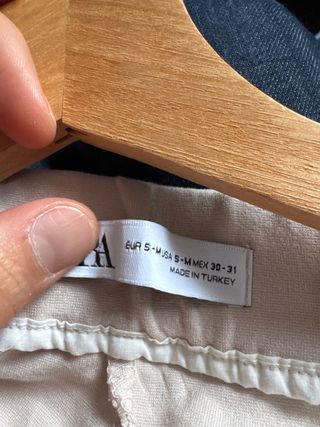 EUR S-M USA S-M MEX 30-31
MADE IN TURKEY